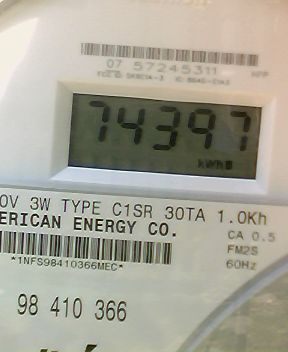 07 57245311
74397
kWh
0V 3W TYPE C1SR 30TA 1.0Kh
ERICAN ENERGY CO.
CA 0.5
FM2S
*1NFS98410366MEC*
60Hz
98 410 366